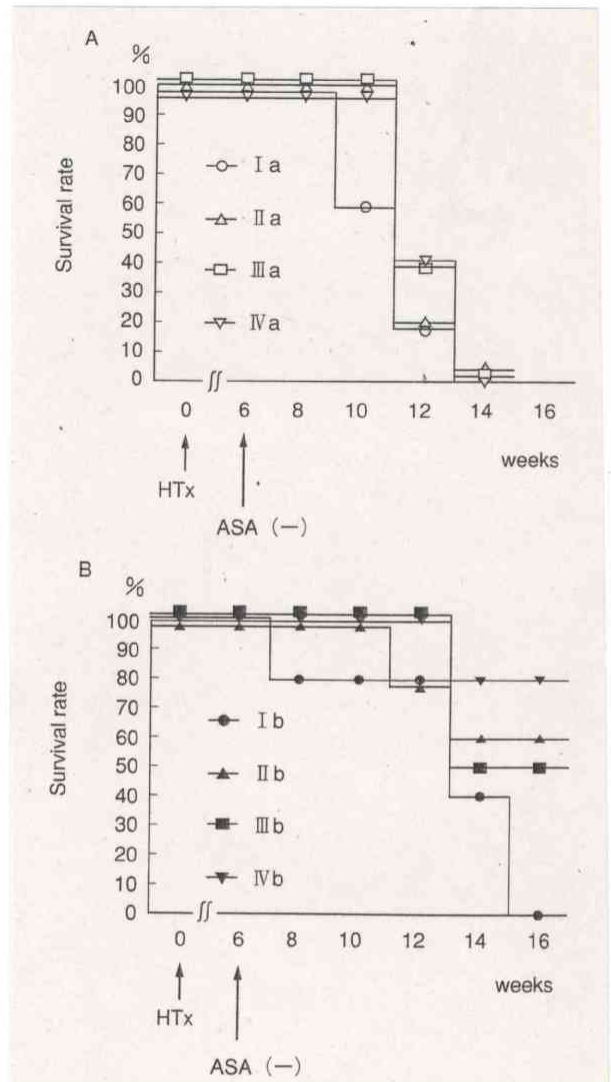 A
%
100
90
80
70
60
50
40
30
20
10
0
Survival rate
Ⅰa
Ⅱa
Ⅲa
Ⅳa
0 6 8 10 12 14 16
weeks
HTx
ASA (—)
B
%
100
90
80
70
60
50
40
30
20
10
0
Survival rate
Ⅰb
Ⅱb
Ⅲb
Ⅳb
0 6 8 10 12 14 16
weeks
HTx
ASA (—)